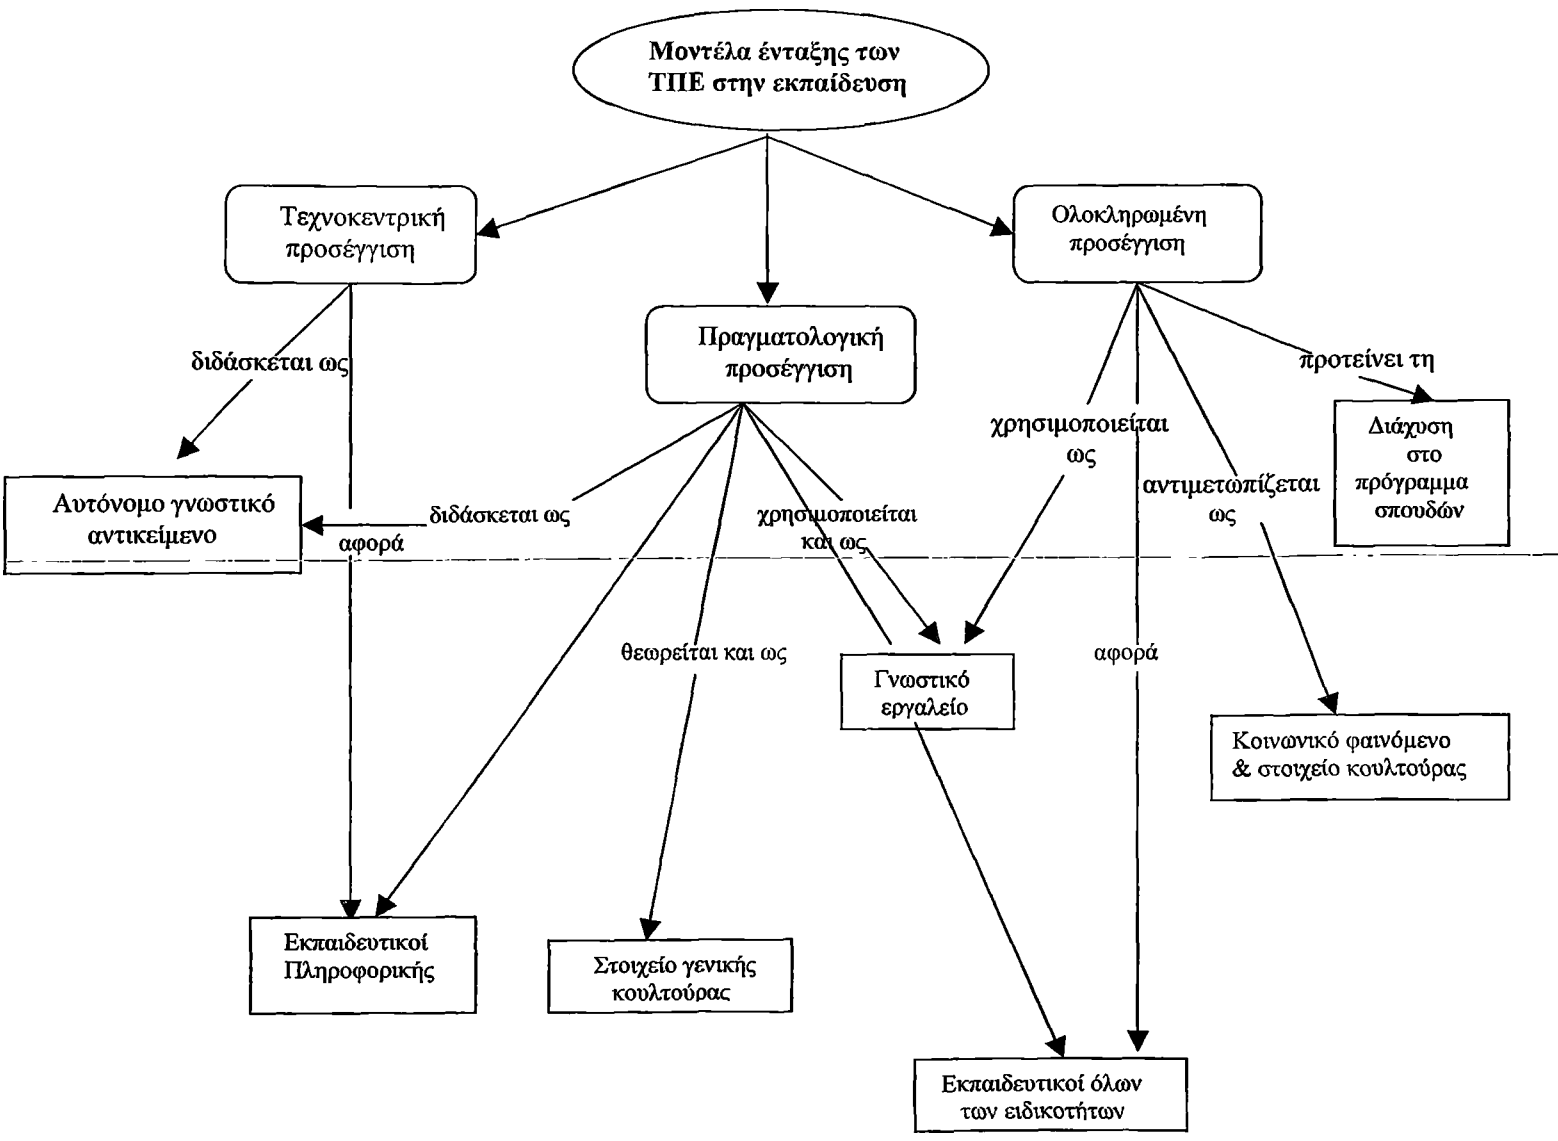 Μοντέλα ένταξης των
ΤΠΕ στην εκπαίδευση
Τεχνοκεντρική
προσέγγιση
Ολοκληρωμένη
προσέγγιση
Πραγματολογική
προσέγγιση
διδάσκεται ως
προτείνει τη
χρησιμοποιείται
ως
Διάχυση
στο
πρόγραμμα
σπουδών
αντιμετωπίζεται
ως
Αυτόνομο γνωστικό
αντικείμενο
διδάσκεται ως
χρησιμοποιείται
και ως
αφορά
θεωρείται και ως
αφορά
Γνωστικό
εργαλείο
Κοινωνικό φαινόμενο
& στοιχείο κουλτούρας
Εκπαιδευτικοί
Πληροφορικής
Στοιχείο γενικής
κουλτούρας
Εκπαιδευτικοί όλων
των ειδικοτήτων